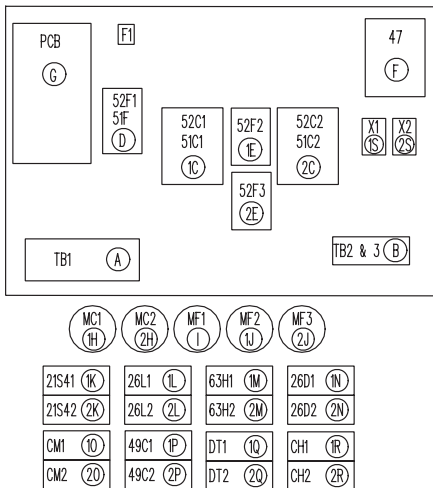 PCB
G
F1
47
F
52F1
51F
D
52C1
51C1
1C
52F2
1E
52C2
51C2
2C
X1
1S
X2
2S
52F3
2E
TB1 A
TB2 & 3 B
MC1
1H
MC2
2H
MF1
I
MF2
1J
MF3
2J
21S41 1K 26L1 1L 63H1 1M 26D1 1N
21S42 2K 26L2 2L 63H2 2M 26D2 2N
CM1 1O 49C1 1P DT1 1Q CH1 1R
CM2 2O 49C2 2P DT2 2Q CH2 2R